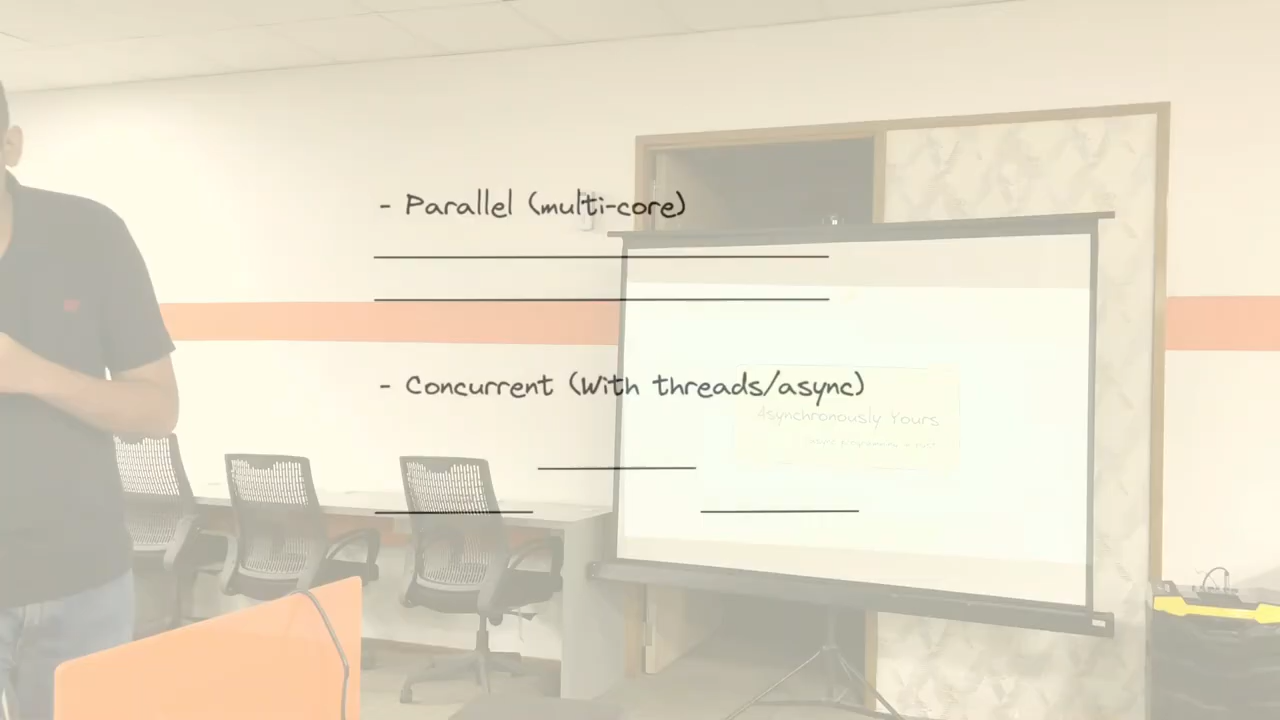 - Parallel (multi-core)
- Concurrent (With threads/async)
Asynchronously Yours